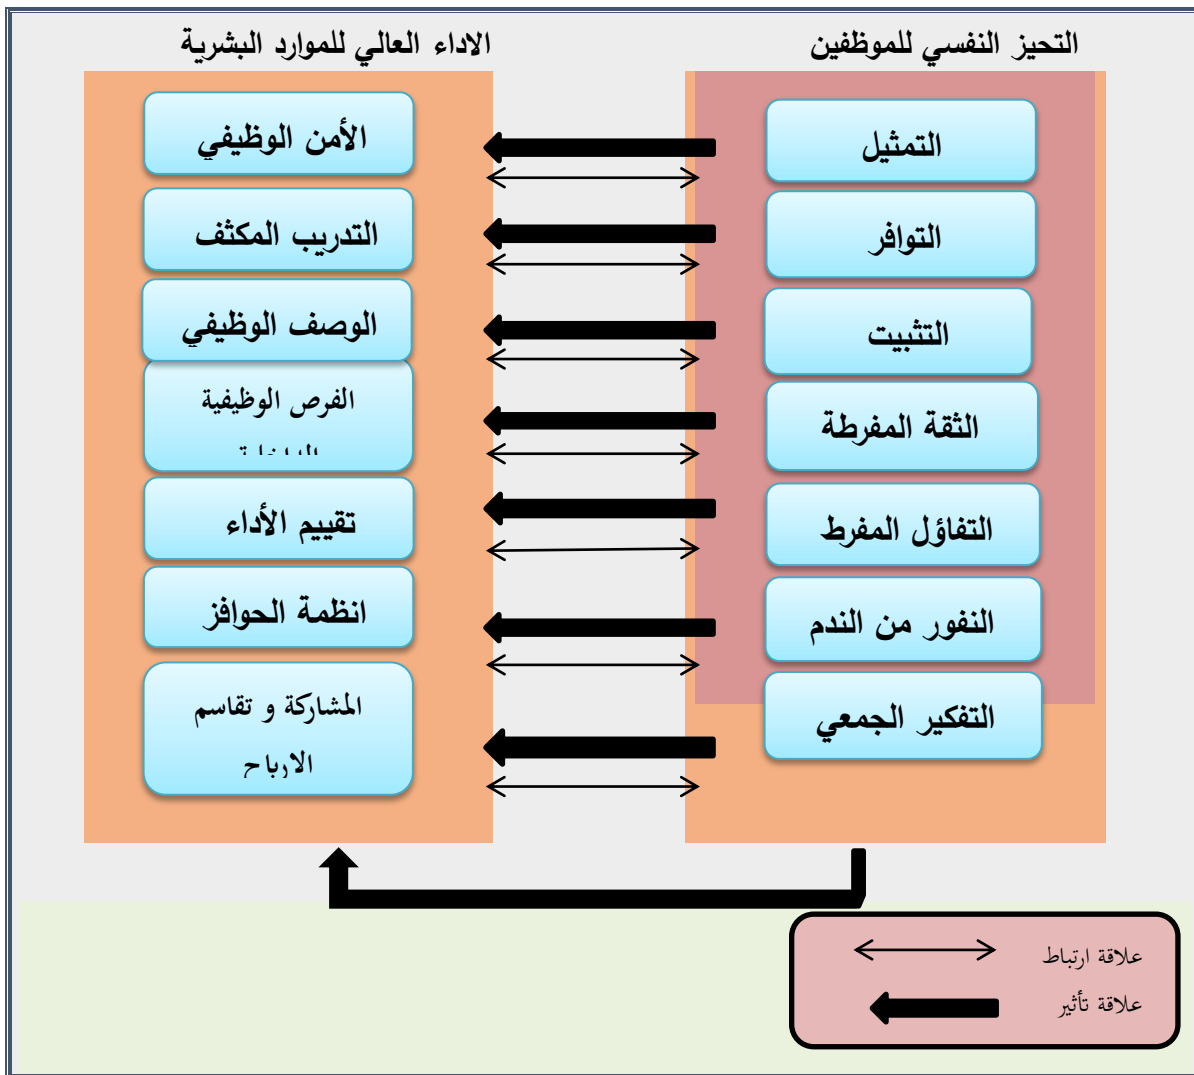 التحيز النفسي للموظفين
التمثيل
التوافر
التثبيت
الثقة المفرطة
التفاؤل المفرط
النفور من الندم
التفكير الجمعي
الاداء العالي للموارد البشرية
الأمن الوظيفي
التدريب المكثف
الوصف الوظيفي
الفرص الوظيفية
تقييم الأداء
انظمة الحوافز
المشاركة و تقاسم
الارباح
علاقة ارتباط
علاقة تأثير